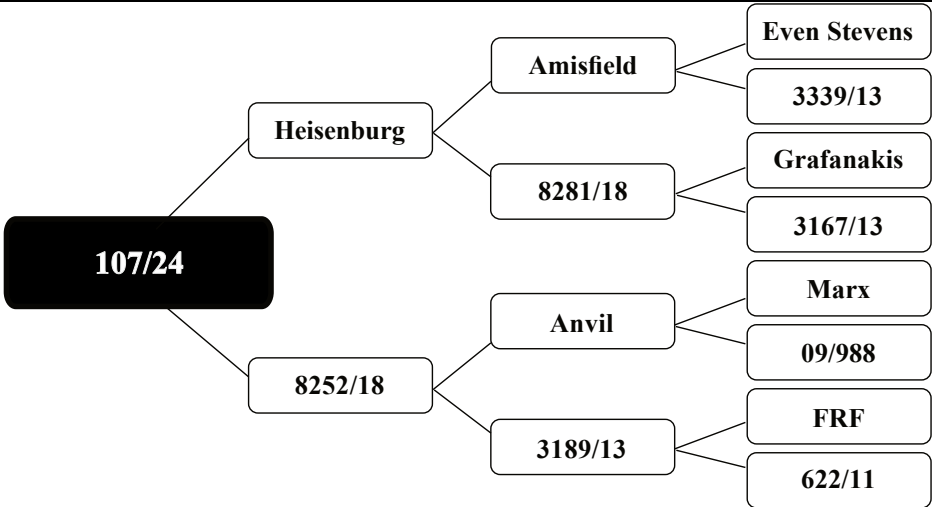 Even Stevens
Amisfield
3339/13
Heisenburg
Grafanakis
8281/18
3167/13
107/24
Marx
Anvil
09/988
8252/18
FRF
3189/13
622/11